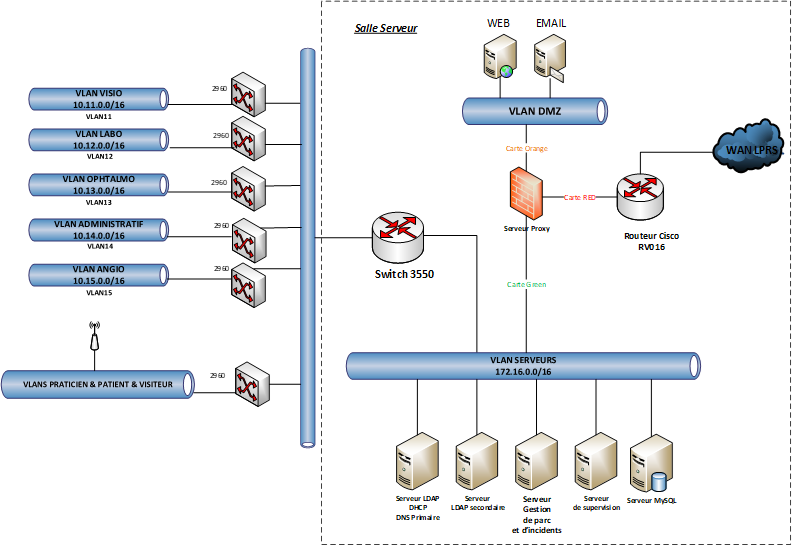 Salle Serveur
WEB
EMAIL
VLAN DMZ
Carte Orange
WAN LPRS
Carte RED
Serveur Proxy
Routeur Cisco
RV016
Carte Green
VLAN VISIO
10.11.0.0/16
VLAN11
2960
VLAN LABO
10.12.0.0/16
VLAN12
2960
VLAN OPHTALMO
10.13.0.0/16
VLAN13
2960
VLAN ADMINISTRATIF
10.14.0.0/16
VLAN14
2960
VLAN ANGIO
10.15.0.0/16
VLAN15
2960
Switch 3550
VLANS PRATICIEN & PATIENT & VISITEUR
2960
VLAN SERVEURS
172.16.0.0/16
Serveur LDAP
DHCP
DNS Primaire
Serveur
LDAP secondaire
Serveur
Gestion
de parc
et d'incidents
Serveur
de supervision
Serveur MySQL